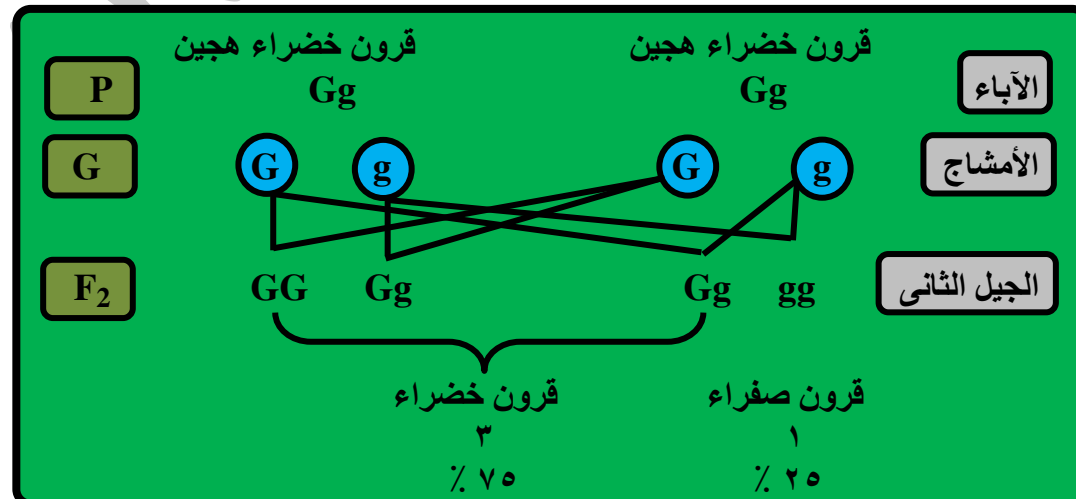 قرون خضراء هجين قرون خضراء هجين
P Gg Gg الآباء
G G g G g الأمشاج
F2 GG Gg Gg gg الجيل الثانى
قرون خضراء قرون صفراء
٣ ١
٧٥ ٪ ٢٥ ٪